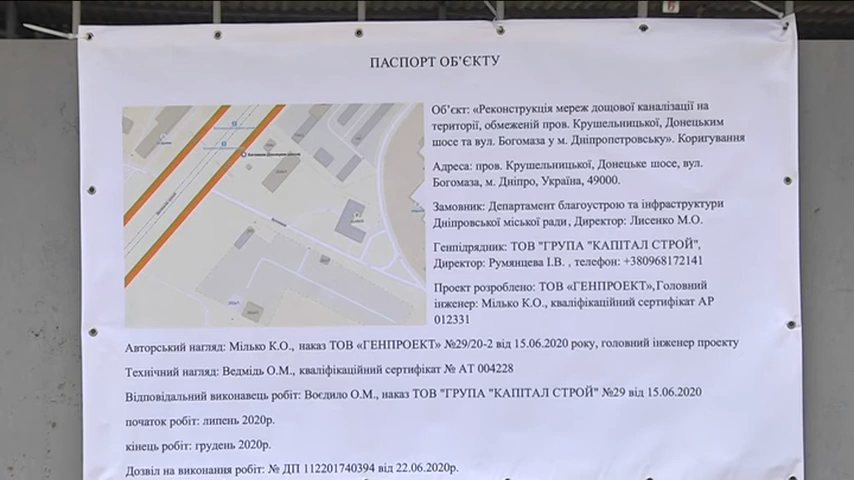 ПАСПОРТ ОБ'ЄКТУ
Об'єкт: «Реконструкція мереж дощової каналізації на
території, обмеженій пров. Крушельницької, Донецьким
шосе та вул. Богомаза у м. Дніпропетровську». Коригування
Адреса: пров. Крушельницької, Донецьке шосе, вул.
Богомаза, м. Дніпро, Україна, 49000.
Замовник: Департамент благоустрою та інфраструктури
Дніпровської міської ради, Директор: Лисенко М.О.
Генпідрядник: ТОВ "ГРУПА "КАПІТАЛ СТРОЙ",
Директор: Румянцева І.В. , телефон: +380968172141
Проект розроблено: ТОВ «ГЕНПРОЕКТ»,Головний
інженер: Мілько К.О., кваліфікаційний сертифікат АР
012331
Авторський нагляд: Мілько К.О., наказ ТОВ «ГЕНПРОЕКТ» №29/20-2 від 15.06.2020 року, головний інженер проекту
Технічний нагляд: Ведмідь О.М., кваліфікаційний сертифікат № АТ 004228
Відповідальний виконавець робіт: Воєдило О.М., наказ ТОВ "ГРУПА "КАПІТАЛ СТРОЙ" №29 від 15.06.2020
початок робіт: липень 2020р.
кінець робіт: грудень 2020р.
Дозвіл на виконання робіт: № ДП 112201740394 від 22.06.2020р.